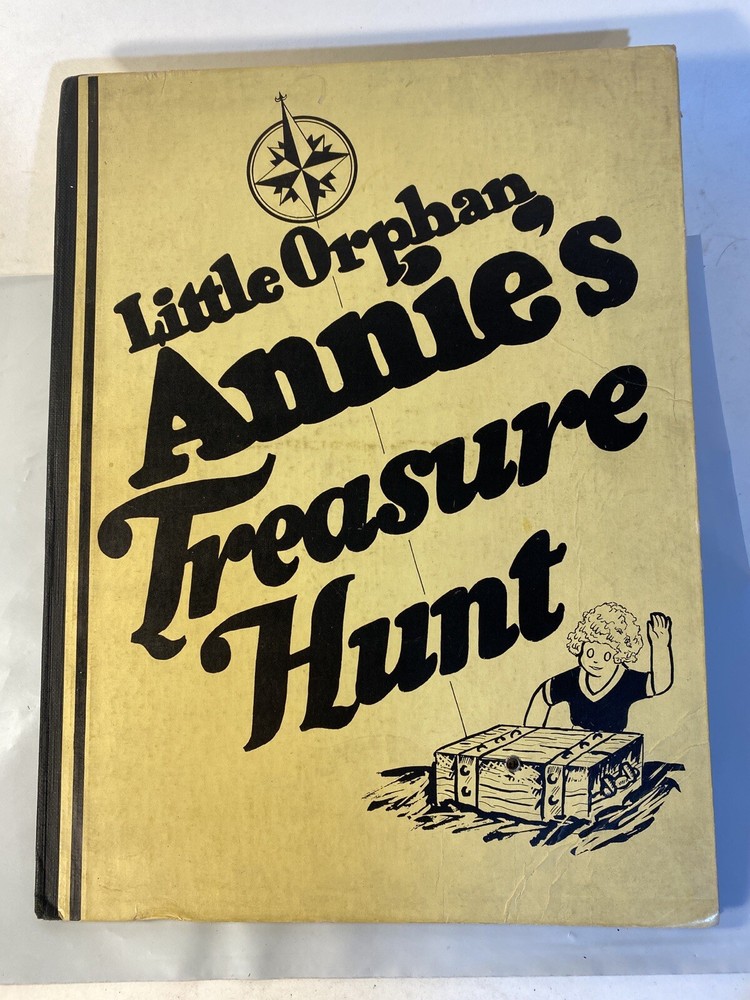 Little Orphan
Annie's
Treasure
Hunt